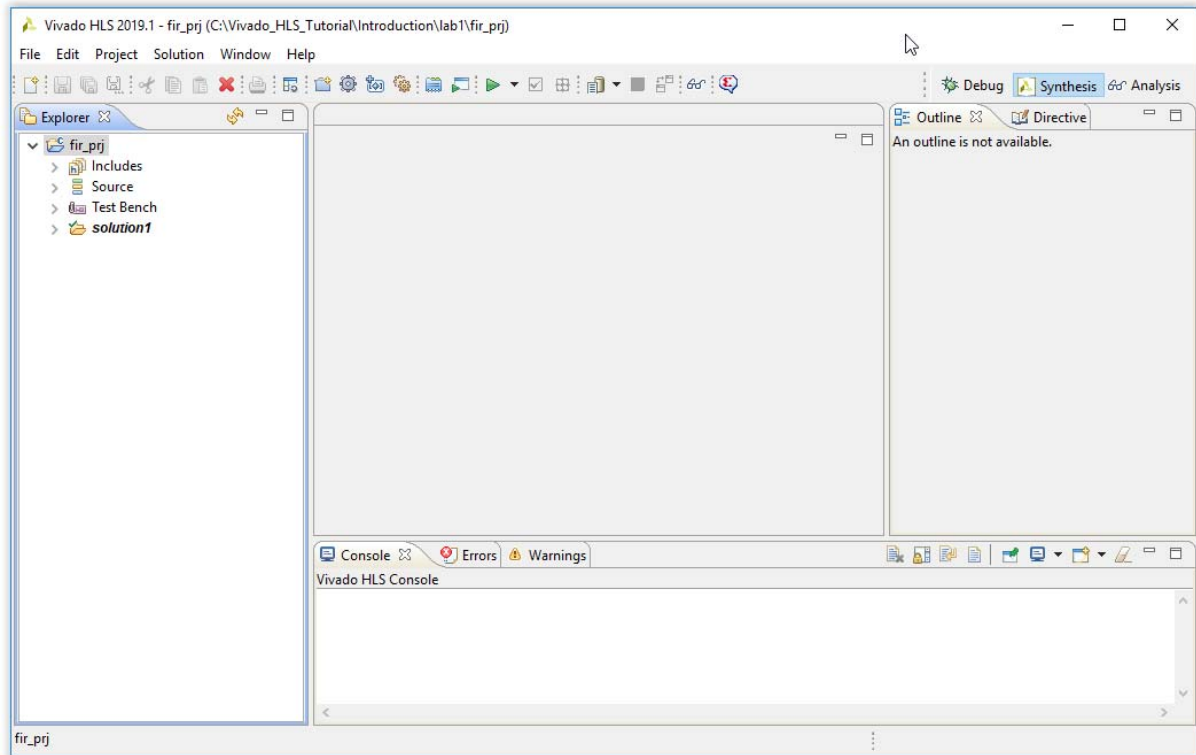 Vivado HLS 2019.1 - fir_prj (C:\Vivado_HLS_Tutorial\Introduction\lab1\fir_prj)
File Edit Project Solution Window Help
Debug Synthesis Analysis
Explorer
fir_prj
Includes
Source
Test Bench
solution1
Outline Directive
An outline is not available.
Console Errors Warnings
Vivado HLS Console
fir_prj